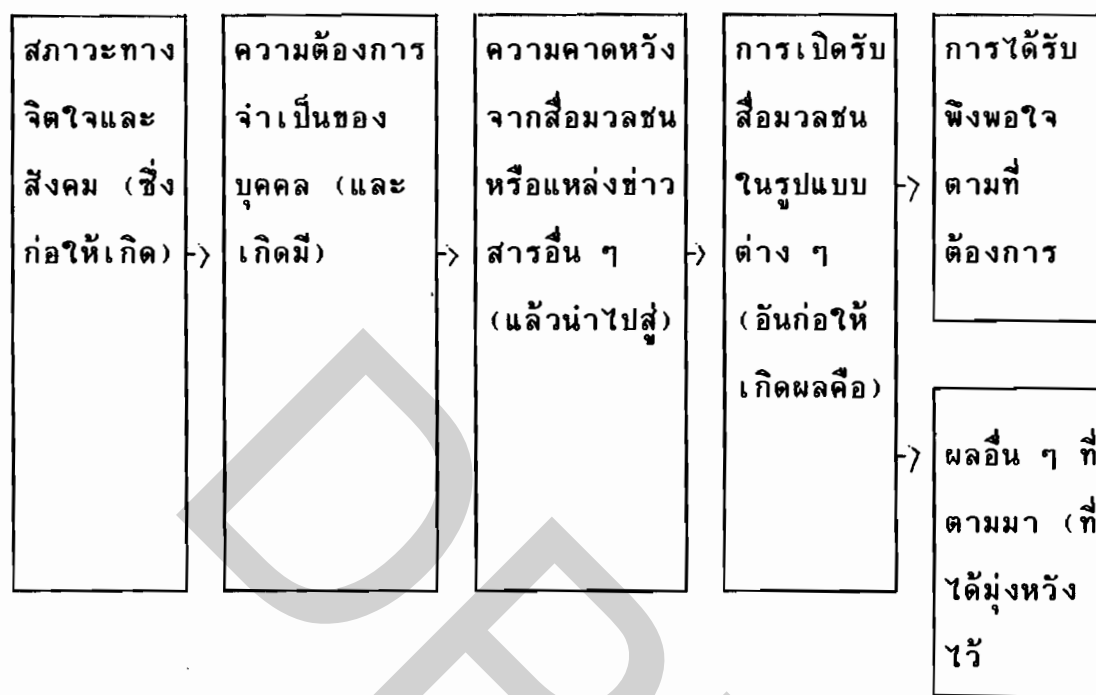 สภาวะทาง
จิตใจและ
สังคม (ซึ่ง
ก่อให้เกิด)
ความต้องการ
จำเป็นของ
บุคคล (และ
เกิดมี)
ความคาดหวัง
จากสื่อมวลชน
หรือแหล่งข่าว
สารอื่น ๆ
(แล้วนำไปสู่)
การเปิดรับ
สื่อมวลชน
ในรูปแบบ
ต่าง ๆ
(อันก่อให้
เกิดผลคือ)
การได้รับ
พึงพอใจ
ตามที่
ต้องการ
ผลอื่น ๆ ที่
ตามมา (ที่
ได้มุ่งหวัง
ไว้